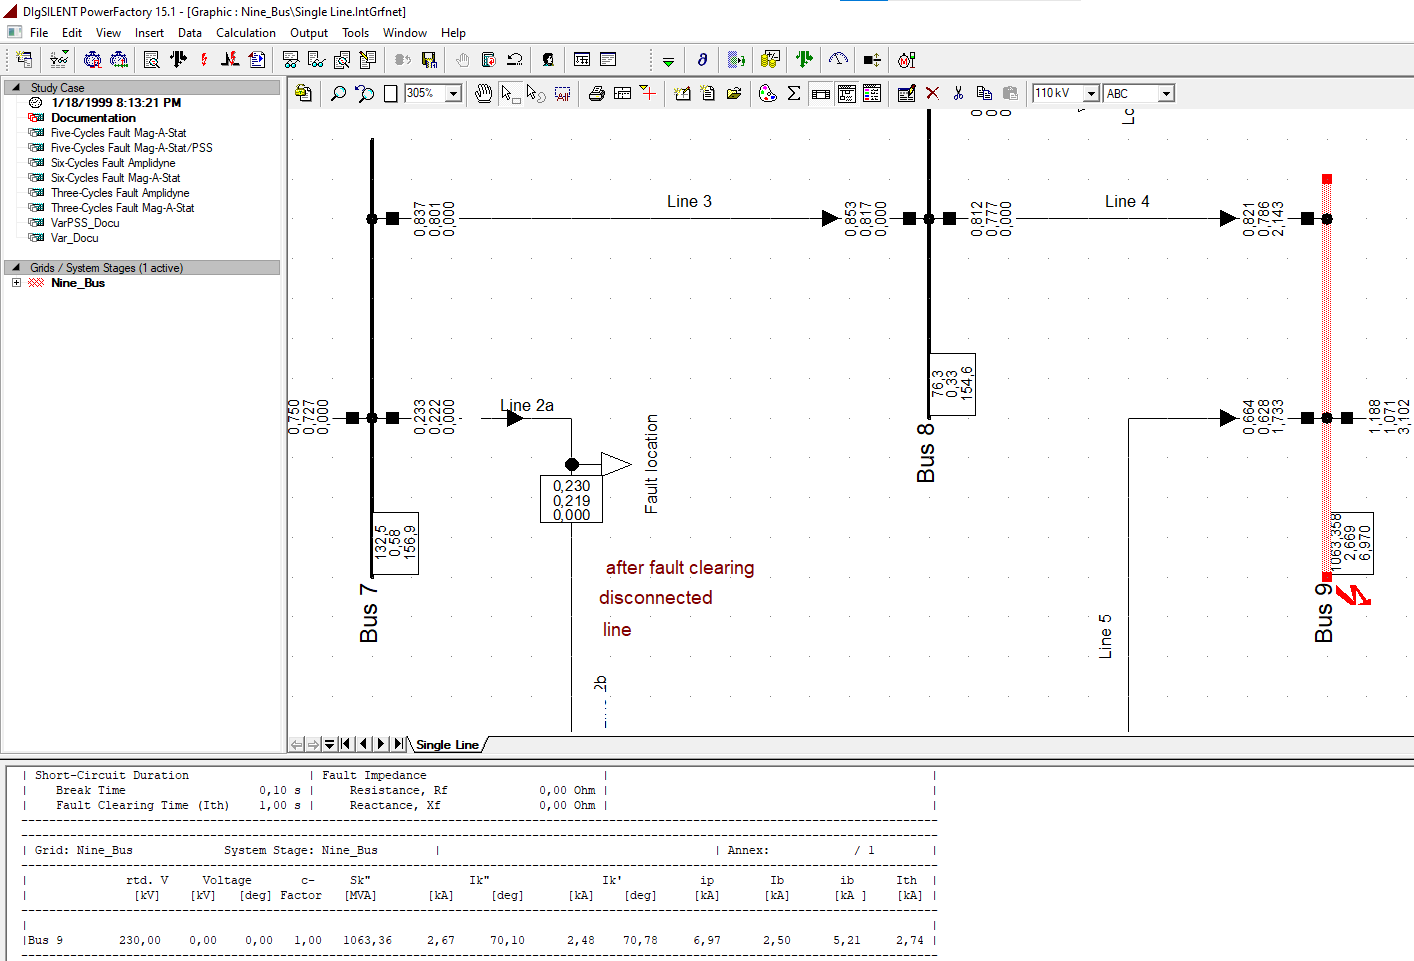 DIgSILENT PowerFactory 15.1 - [Graphic : Nine_Bus\Single Line.IntGrfnet]
File Edit View Insert Data Calculation Output Tools Window Help
305%
110 kV
ABC
Study Case
1/18/1999 8:13:21 PM
Documentation
Five-Cycles Fault Mag-A-Stat
Five-Cycles Fault Mag-A-Stat/PSS
Six-Cycles Fault Amplidyne
Six-Cycles Fault Mag-A-Stat
Three-Cycles Fault Amplidyne
Three-Cycles Fault Mag-A-Stat
VarPSS_Docu
Var_Docu
Grids / System Stages (1 active)
Nine_Bus
Line 3
0,837
0,801
0,000
0,853
0,817
0,000
Line 4
0,812
0,777
0,000
0,821
0,786
2,143
0,750
0,727
0,000
0,233
0,222
0,000
Line 2a
0,230
0,219
0,000
Fault location
76,3
0,33
154,6
Bus 8
0,664
0,628
1,733
1,188
1,071
3,102
132,5
0,58
156,9
Bus 7
1063,358
2,669
6,970
Bus 9
after fault clearing
disconnected
line
2b
Line 5
Single Line
| Short-Circuit Duration | Fault Impedance | |
| Break Time 0,10 s | Resistance, Rf 0,00 Ohm | |
| Fault Clearing Time (Ith) 1,00 s | Reactance, Xf 0,00 Ohm | |
| Grid: Nine_Bus System Stage: Nine_Bus | | Annex: / 1 |
| rtd. V Voltage c- Sk" Ik" Ik' ip Ib ib Ith |
| [kV] [kV] [deg] Factor [MVA] [kA] [deg] [kA] [deg] [kA] [kA] [kA ] [kA] |
|Bus 9 230,00 0,00 0,00 1,00 1063,36 2,67 70,10 2,48 70,78 6,97 2,50 5,21 2,74 |